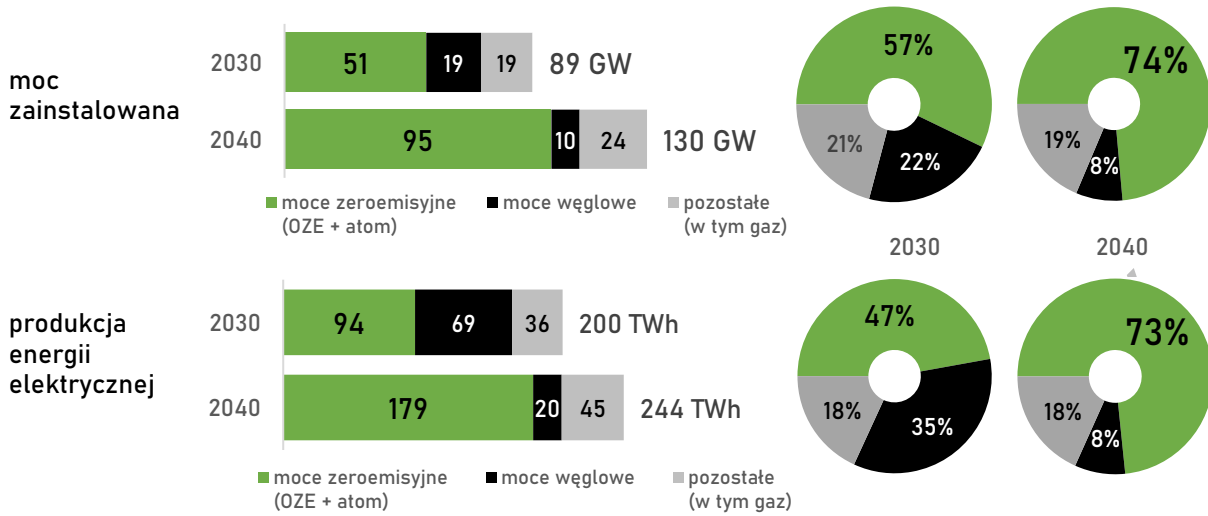 moc
zainstalowana
2030
51
19
19
89 GW
2040
95
10
24
130 GW
moce zeroemisyjne
(OZE + atom)
moce węglowe
pozostałe
(w tym gaz)
57%
21%
22%
74%
19%
8%
2030
2040
produkcja
energii
elektrycznej
2030
94
69
36
200 TWh
2040
179
20
45
244 TWh
moce zeroemisyjne
(OZE + atom)
moce węglowe
pozostałe
(w tym gaz)
47%
18%
35%
73%
18%
8%